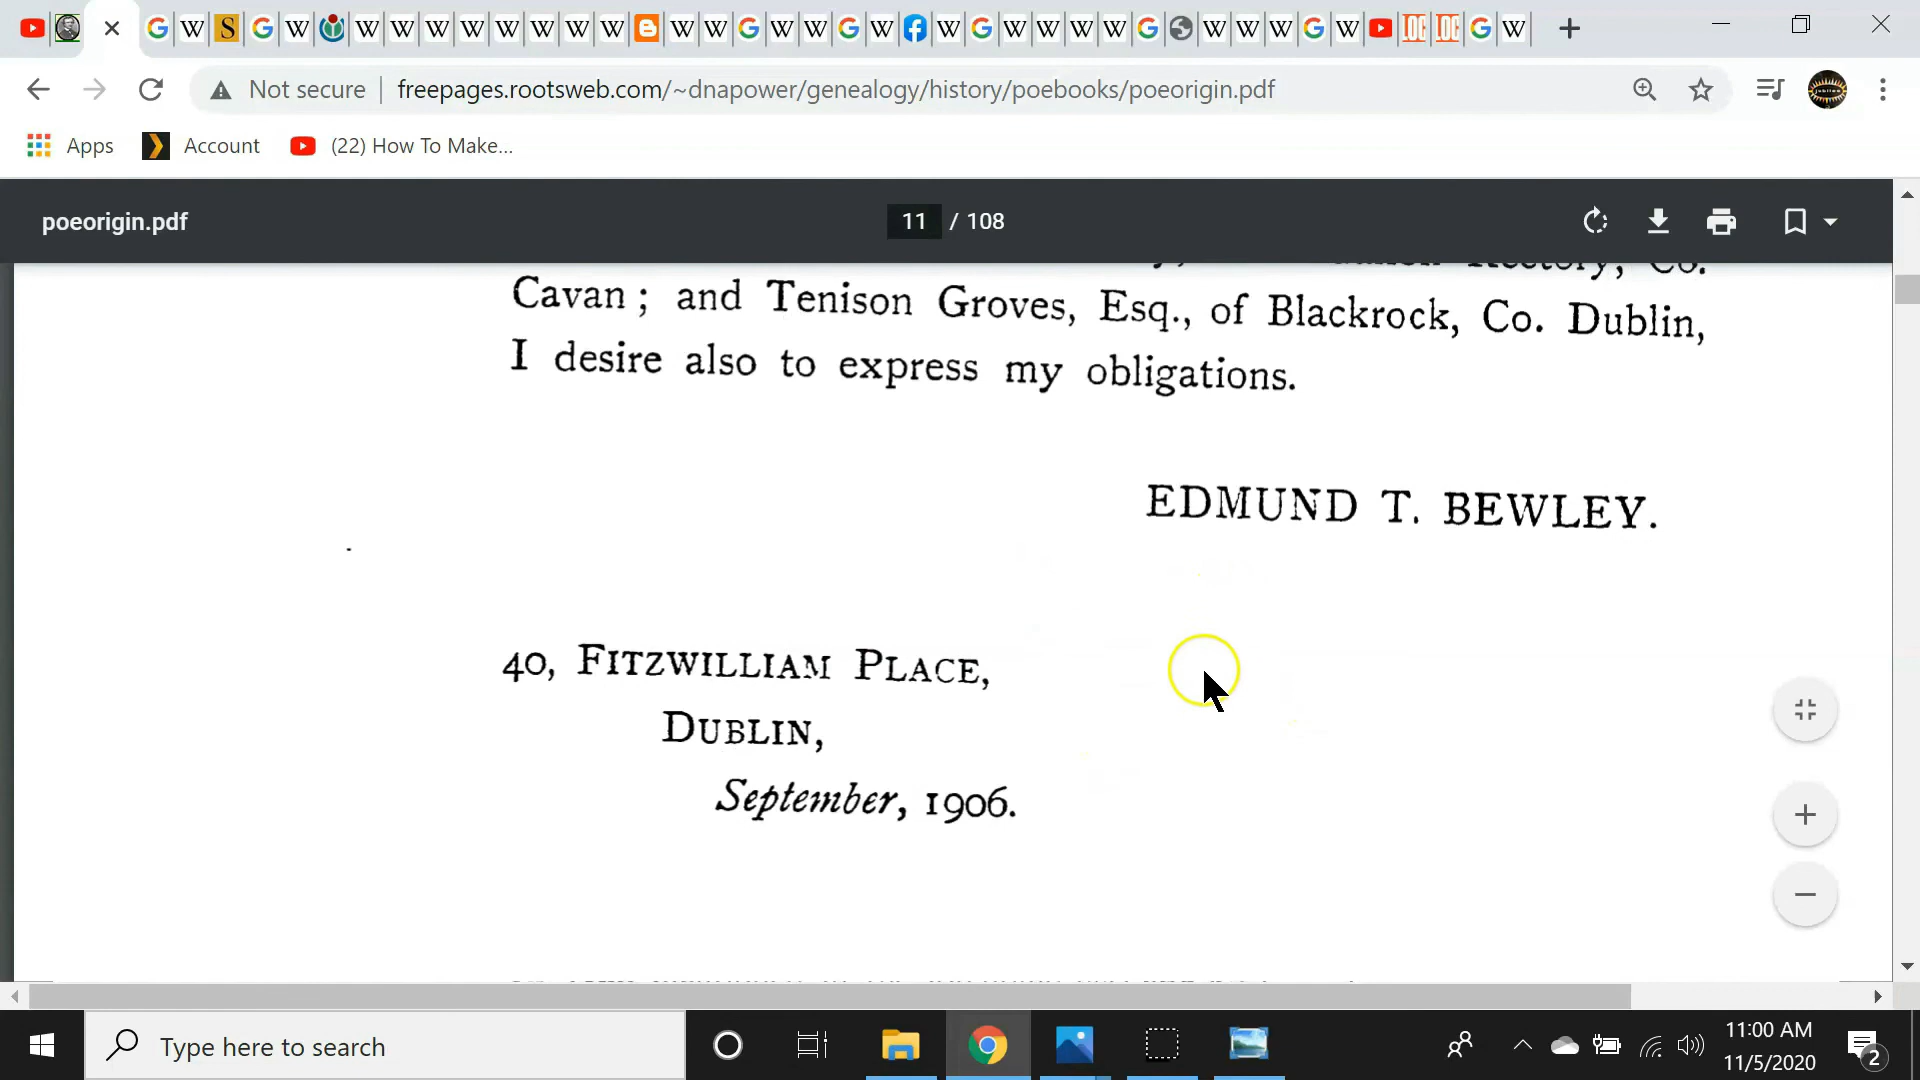 Not secure freepages.rootsweb.com/~dnapower/genealogy/history/poebooks/poeorigin.pdf
Apps Account (22) How To Make...
poeorigin.pdf 11 / 108
Cavan ; and Tenison Groves, Esq., of Blackrock, Co. Dublin,
I desire also to express my obligations.
EDMUND T. BEWLEY.
40, FITZWILLIAM PLACE,
DUBLIN,
September, 1906.
Type here to search
11:00 AM
11/5/2020
2